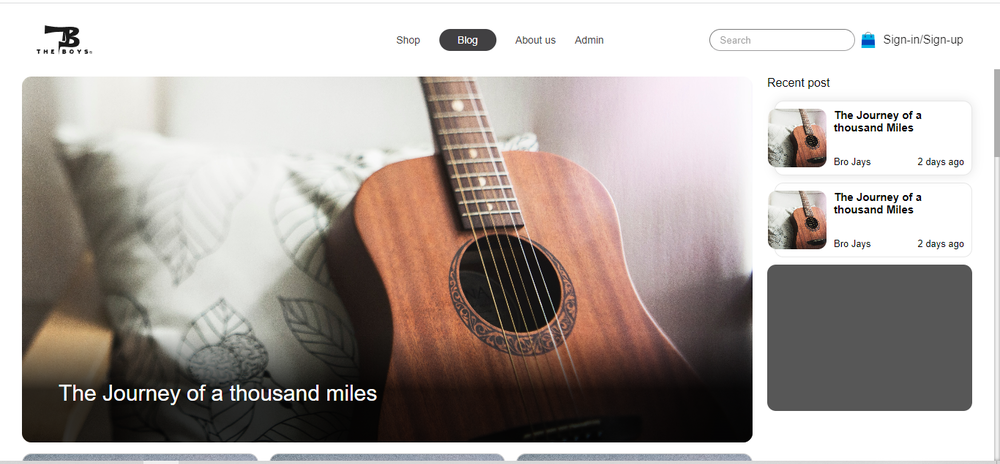 THE BOYS
Shop
Blog
About us
Admin
Search
Sign-in/Sign-up
Recent post
The Journey of a
thousand Miles
Bro Jays
2 days ago
The Journey of a
thousand Miles
Bro Jays
2 days ago
The Journey of a thousand miles